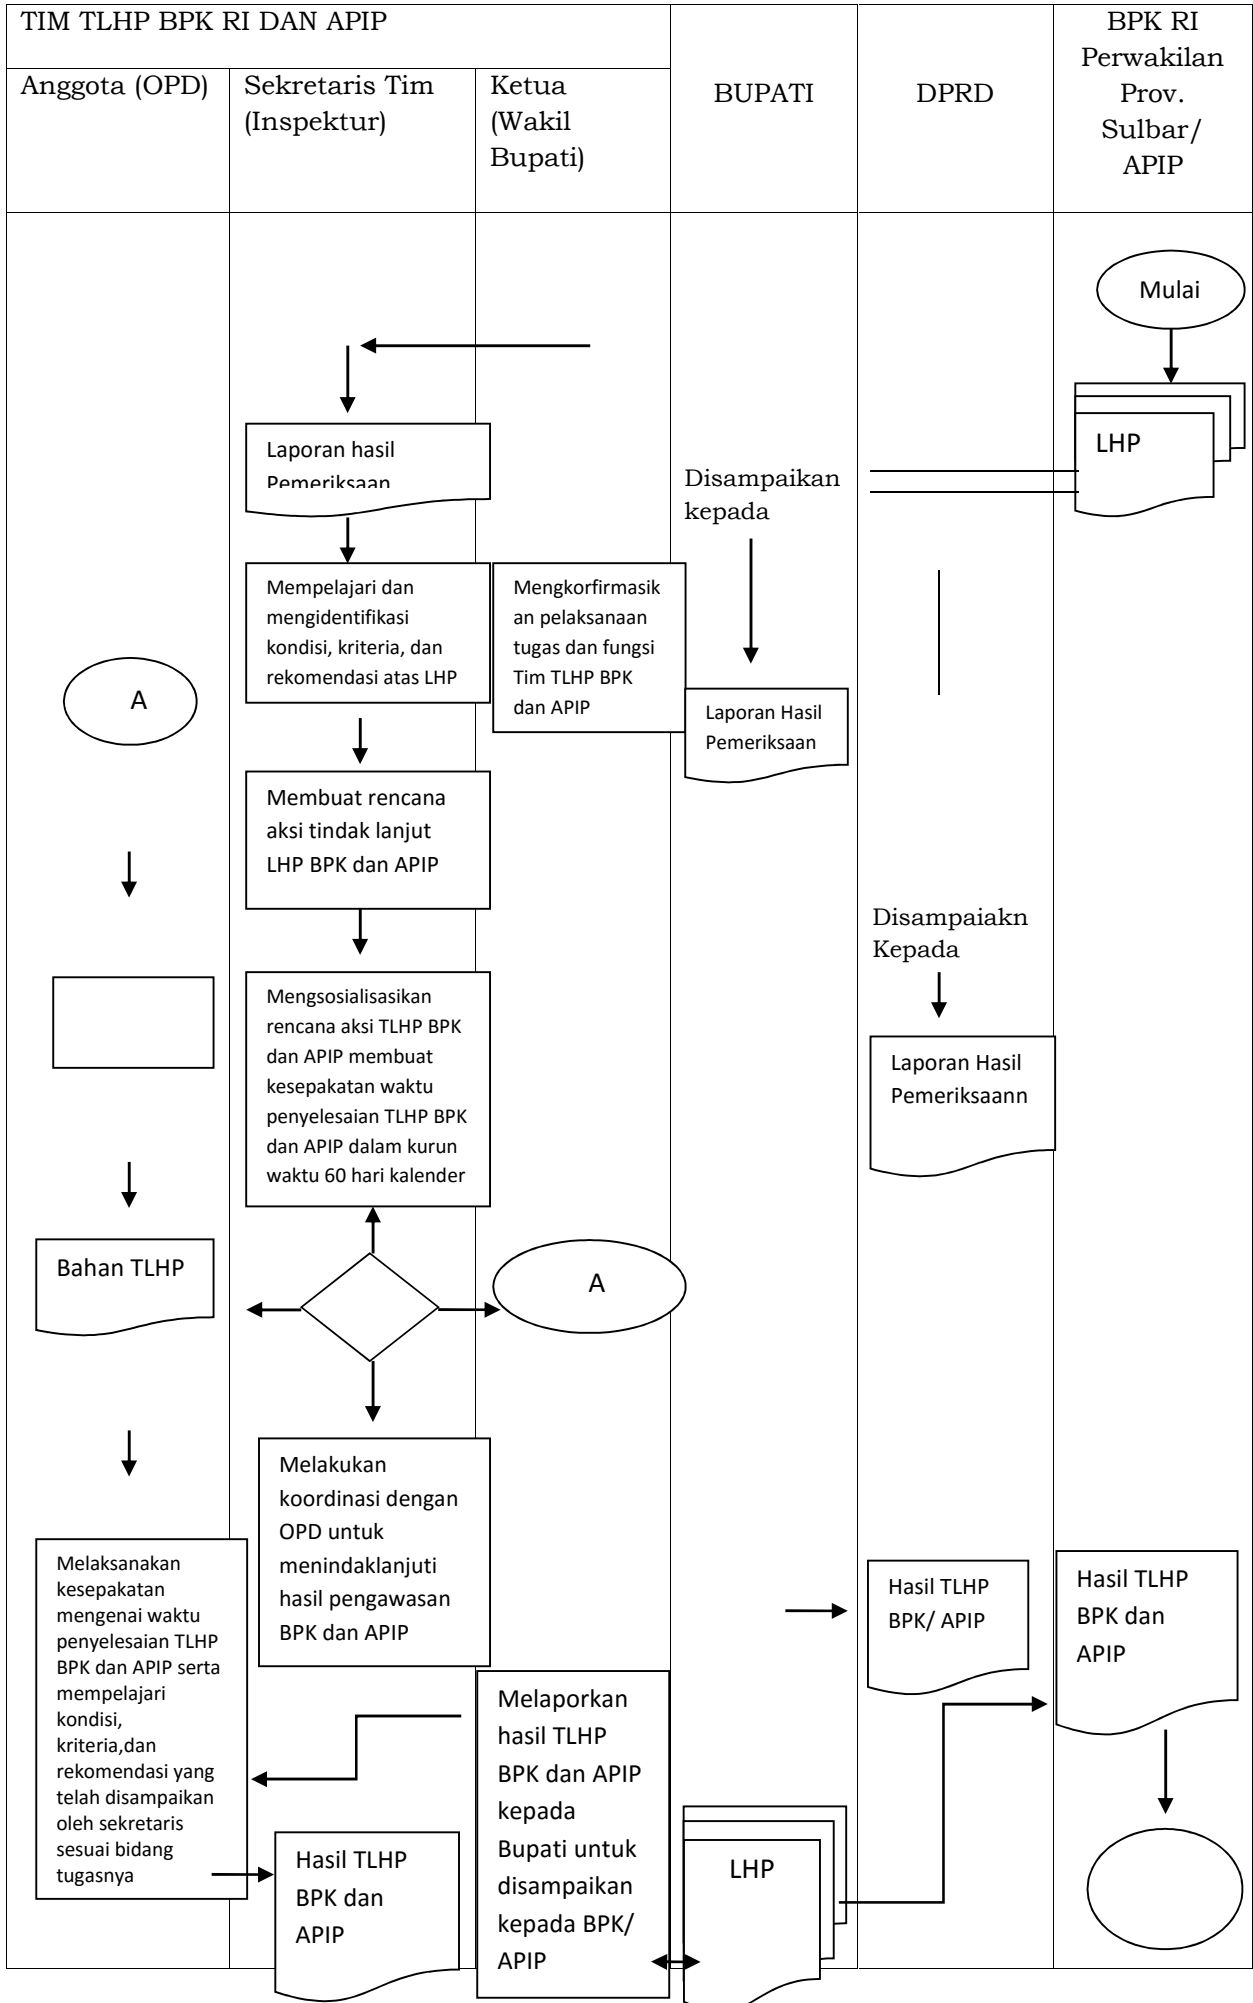 TIM TLHP BPK RI DAN APIP
Anggota (OPD)
Sekretaris Tim
(Inspektur)
Ketua
(Wakil
Bupati)
BUPATI
DPRD
BPK RI
Perwakilan
Prov.
Sulbar/
APIP
Mulai
LHP
Laporan hasil
Pemeriksaan
Disampaikan
kepada
Mempelajari dan
mengidentifikasi
kondisi, kriteria, dan
rekomendasi atas LHP
Mengkorfirmasik
an pelaksanaan
tugas dan fungsi
Tim TLHP BPK
dan APIP
A
Laporan Hasil
Pemeriksaan
Membuat rencana
aksi tindak lanjut
LHP BPK dan APIP
Disampaiakn
Kepada
Mengsosialisasikan
rencana aksi TLHP BPK
dan APIP membuat
kesepakatan waktu
penyelesaian TLHP BPK
dan APIP dalam kurun
waktu 60 hari kalender
Laporan Hasil
Pemeriksaann
Bahan TLHP
A
Melakukan
koordinasi dengan
OPD untuk
menindaklanjuti
hasil pengawasan
BPK dan APIP
Melaksanakan
kesepakatan
mengenai waktu
penyelesaian TLHP
BPK dan APIP serta
mempelajari
kondisi,
kriteria,dan
rekomendasi yang
telah disampaikan
oleh sekretaris
sesuai bidang
tugasnya
Hasil TLHP
BPK/ APIP
Hasil TLHP
BPK dan
APIP
Melaporkan
hasil TLHP
BPK dan APIP
kepada
Bupati untuk
disampaikan
kepada BPK/
APIP
Hasil TLHP
BPK dan
APIP
LHP